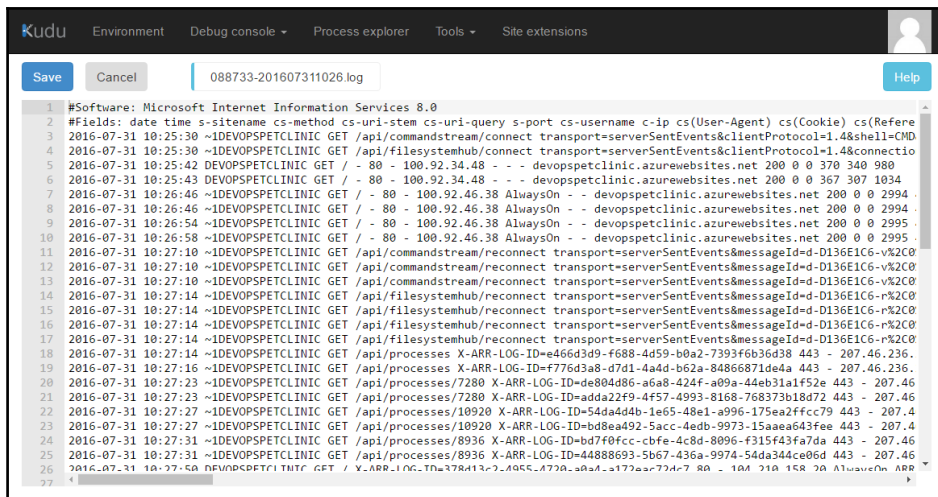 Kudu Environment Debug console Process explorer Tools Site extensions
Save Cancel 088733-201607311026.log Help
1 #Software: Microsoft Internet Information Services 8.0
2 #Fields: date time s-sitename cs-method cs-uri-stem cs-uri-query s-port cs-username c-ip cs(User-Agent) cs(Cookie) cs(Refere
3 2016-07-31 10:25:30 ~1DEVOPSPETCLINIC GET /api/commandstream/connect transport=serverSentEvents&clientProtocol=1.4&shell=CMD
4 2016-07-31 10:25:30 ~1DEVOPSPETCLINIC GET /api/filesystemhub/connect transport=serverSentEvents&clientProtocol=1.4&connectio
5 2016-07-31 10:25:42 DEVOPSPETCLINIC GET / - 80 - 100.92.34.48 - - - devopspetclinic.azurewebsites.net 200 0 0 370 340 980
6 2016-07-31 10:25:43 DEVOPSPETCLINIC GET / - 80 - 100.92.34.48 - - - devopspetclinic.azurewebsites.net 200 0 0 367 307 1034
7 2016-07-31 10:26:46 ~1DEVOPSPETCLINIC GET / - 80 - 100.92.46.38 AlwaysOn - - devopspetclinic.azurewebsites.net 200 0 0 2994
8 2016-07-31 10:26:46 ~1DEVOPSPETCLINIC GET / - 80 - 100.92.46.38 AlwaysOn - - devopspetclinic.azurewebsites.net 200 0 0 2994
9 2016-07-31 10:26:54 ~1DEVOPSPETCLINIC GET / - 80 - 100.92.46.38 AlwaysOn - - devopspetclinic.azurewebsites.net 200 0 0 2995
10 2016-07-31 10:26:58 ~1DEVOPSPETCLINIC GET / - 80 - 100.92.46.38 AlwaysOn - - devopspetclinic.azurewebsites.net 200 0 0 2995
11 2016-07-31 10:27:10 ~1DEVOPSPETCLINIC GET /api/commandstream/reconnect transport=serverSentEvents&messageId=d-D136E1C6-v%2C0
12 2016-07-31 10:27:10 ~1DEVOPSPETCLINIC GET /api/commandstream/reconnect transport=serverSentEvents&messageId=d-D136E1C6-v%2C0
13 2016-07-31 10:27:10 ~1DEVOPSPETCLINIC GET /api/commandstream/reconnect transport=serverSentEvents&messageId=d-D136E1C6-v%2C0
14 2016-07-31 10:27:14 ~1DEVOPSPETCLINIC GET /api/filesystemhub/reconnect transport=serverSentEvents&messageId=d-D136E1C6-r%2C0
15 2016-07-31 10:27:14 ~1DEVOPSPETCLINIC GET /api/filesystemhub/reconnect transport=serverSentEvents&messageId=d-D136E1C6-r%2C0
16 2016-07-31 10:27:14 ~1DEVOPSPETCLINIC GET /api/filesystemhub/reconnect transport=serverSentEvents&messageId=d-D136E1C6-r%2C0
17 2016-07-31 10:27:14 ~1DEVOPSPETCLINIC GET /api/filesystemhub/reconnect transport=serverSentEvents&messageId=d-D136E1C6-r%2C0
18 2016-07-31 10:27:14 ~1DEVOPSPETCLINIC GET /api/processes X-ARR-LOG-ID=e466d3d9-f688-4d59-b0a2-7393f6b36d38 443 - 207.46.236.
19 2016-07-31 10:27:16 ~1DEVOPSPETCLINIC GET /api/processes X-ARR-LOG-ID=f776d3a8-d7d1-4a4d-b62a-84866871de4a 443 - 207.46.236.
20 2016-07-31 10:27:23 ~1DEVOPSPETCLINIC GET /api/processes/7280 X-ARR-LOG-ID=de804d86-a6a8-424f-a09a-44eb31a1f52e 443 - 207.46
21 2016-07-31 10:27:23 ~1DEVOPSPETCLINIC GET /api/processes/7280 X-ARR-LOG-ID=adda22f9-4f57-4993-8168-768373b18d72 443 - 207.46
22 2016-07-31 10:27:27 ~1DEVOPSPETCLINIC GET /api/processes/10920 X-ARR-LOG-ID=54da4d4b-1e65-48e1-a996-175ea2ffcc79 443 - 207.4
23 2016-07-31 10:27:27 ~1DEVOPSPETCLINIC GET /api/processes/10920 X-ARR-LOG-ID=bd8ea492-5acc-4edb-9973-15aaea643fee 443 - 207.4
24 2016-07-31 10:27:31 ~1DEVOPSPETCLINIC GET /api/processes/8936 X-ARR-LOG-ID=bd7f0fcc-cbfe-4c8d-8096-f315f43fa7da 443 - 207.46
25 2016-07-31 10:27:31 ~1DEVOPSPETCLINIC GET /api/processes/8936 X-ARR-LOG-ID=44888693-5b67-436a-9974-54da344ce06d 443 - 207.46
26 2016-07-31 10:27:50 DEVOPSPETCLINIC GET / X-ARR-LOG-ID=378d13c2-4955-4720-a0a4-a172eac72dc7 80 - 104.210.158.20 AlwaysOn ARR
27